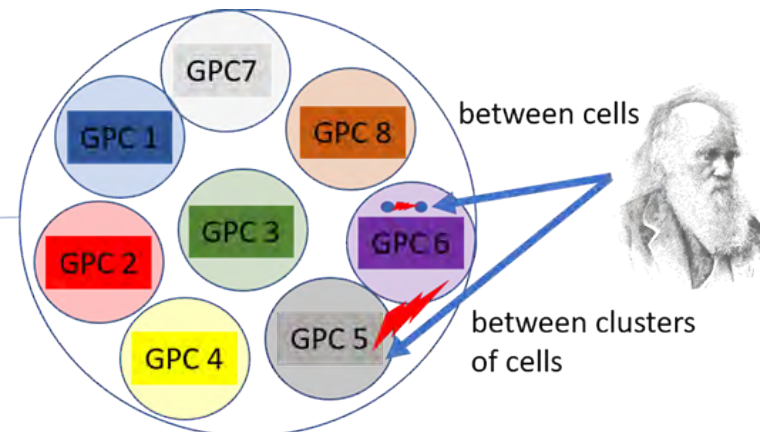 GPC7
GPC 1
GPC 8
between cells
GPC 3
GPC 6
GPC 2
GPC 5
between clusters
of cells
GPC 4